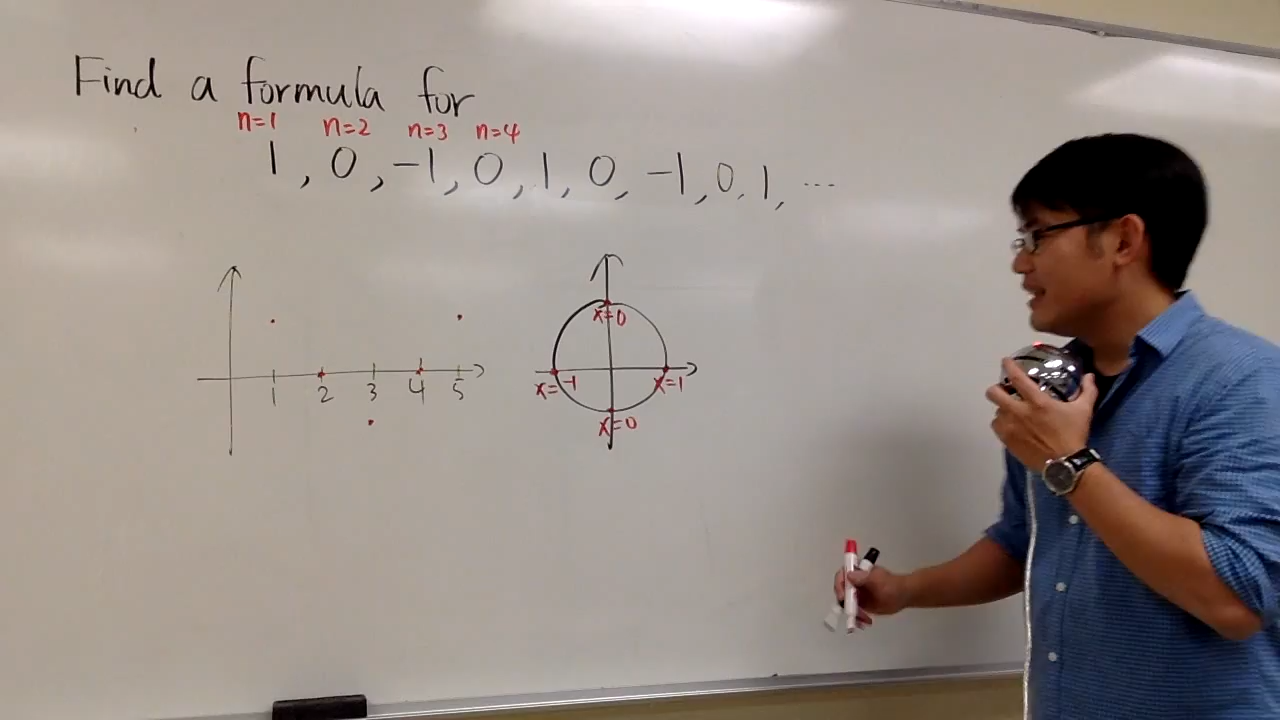 Find a formula for
n=1 n=2 n=3 n=4
1, 0, -1, 0, 1, 0, -1, 0, 1, ...
x=0
1 2 3 4 5
x=-1 x=1
x=0